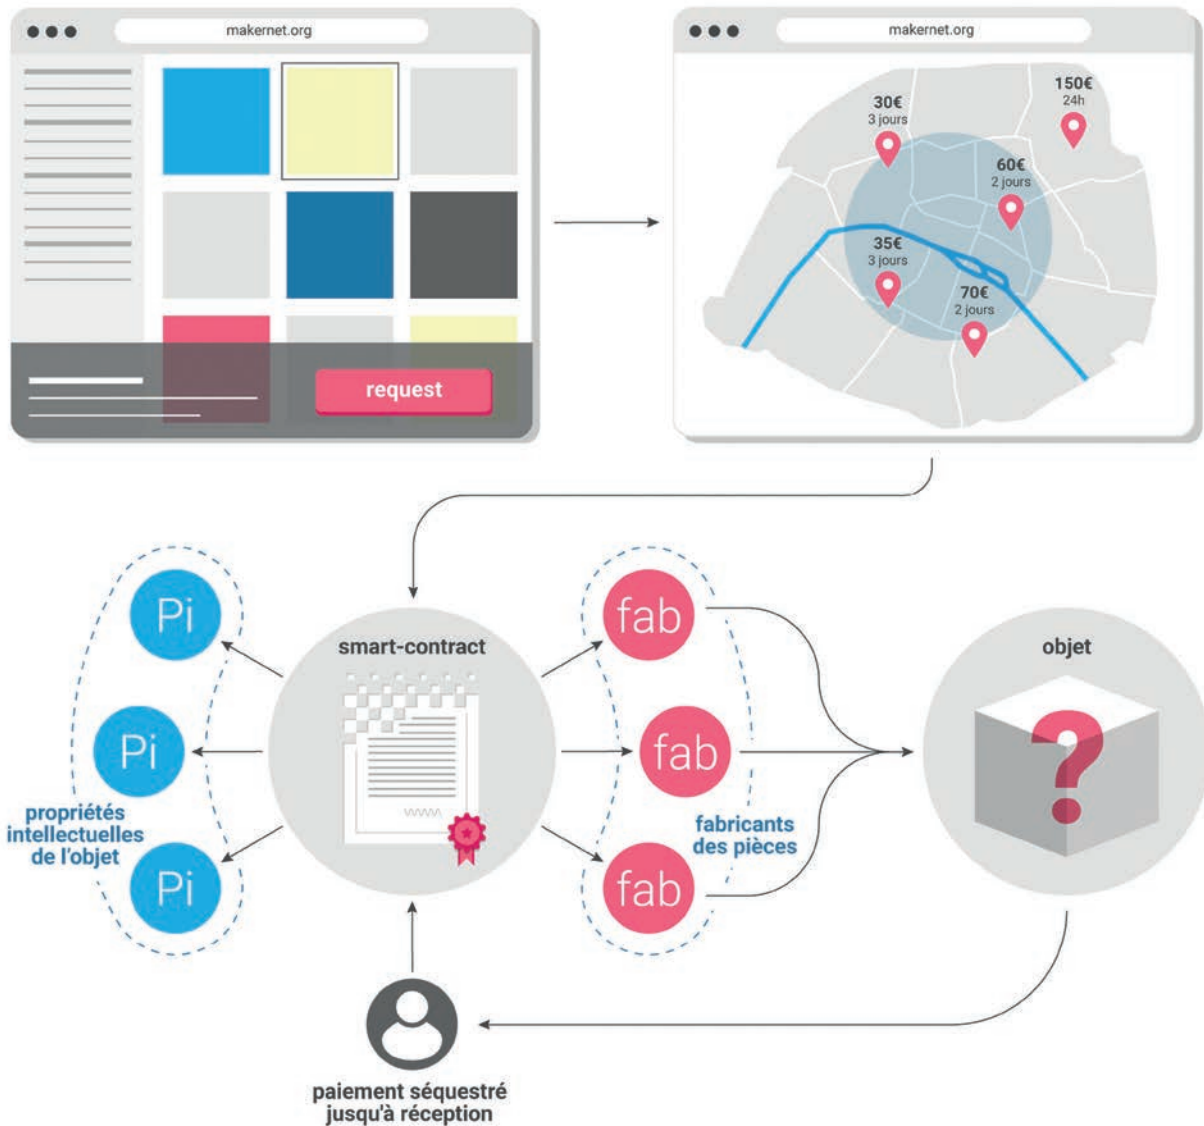 makernet.org
request
makernet.org
150€
24h
30€
3 jours
60€
2 jours
35€
3 jours
70€
2 jours
Pi
Pi
Pi
propriétés
intellectuelles
de l'objet
smart-contract
fab
fab
fab
fabricants
des pièces
objet
?
paiement séquestré
jusqu'à réception